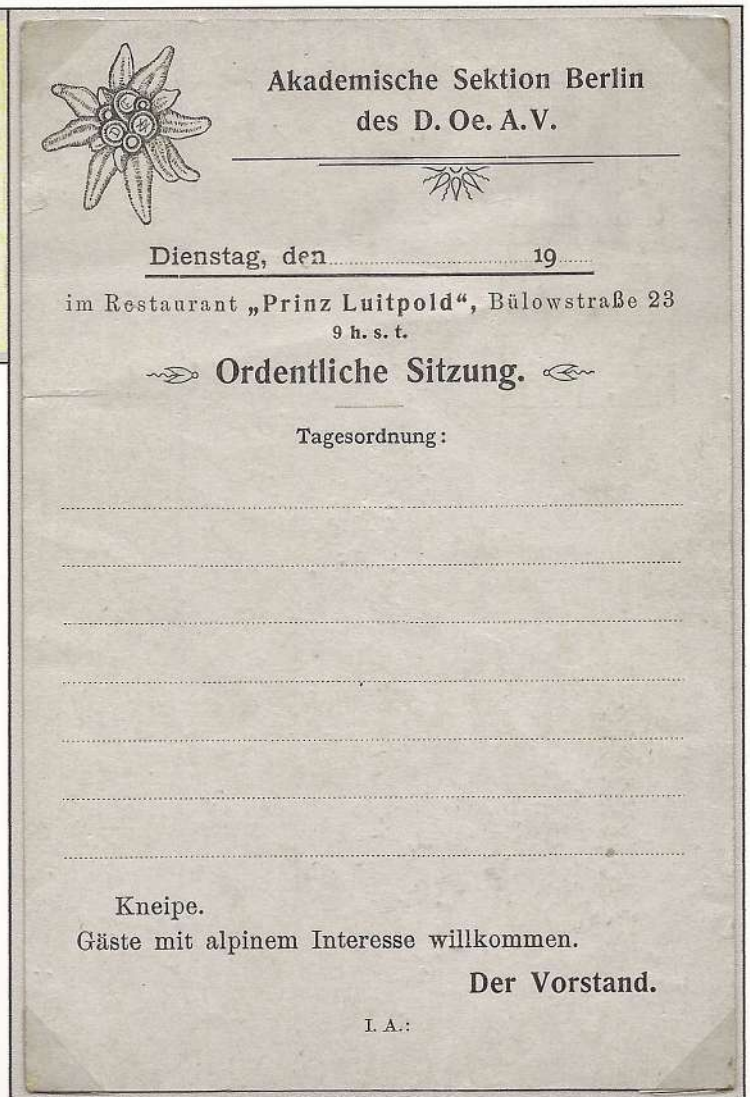 Akademische Sektion Berlin
des D. Oe. A. V.
Dienstag, den 19
im Restaurant „Prinz Luitpold“, Bülowstraße 23
9 h. s. t.
Ordentliche Sitzung.
Tagesordnung:
Kneipe.
Gäste mit alpinem Interesse willkommen.
Der Vorstand.
I. A.: